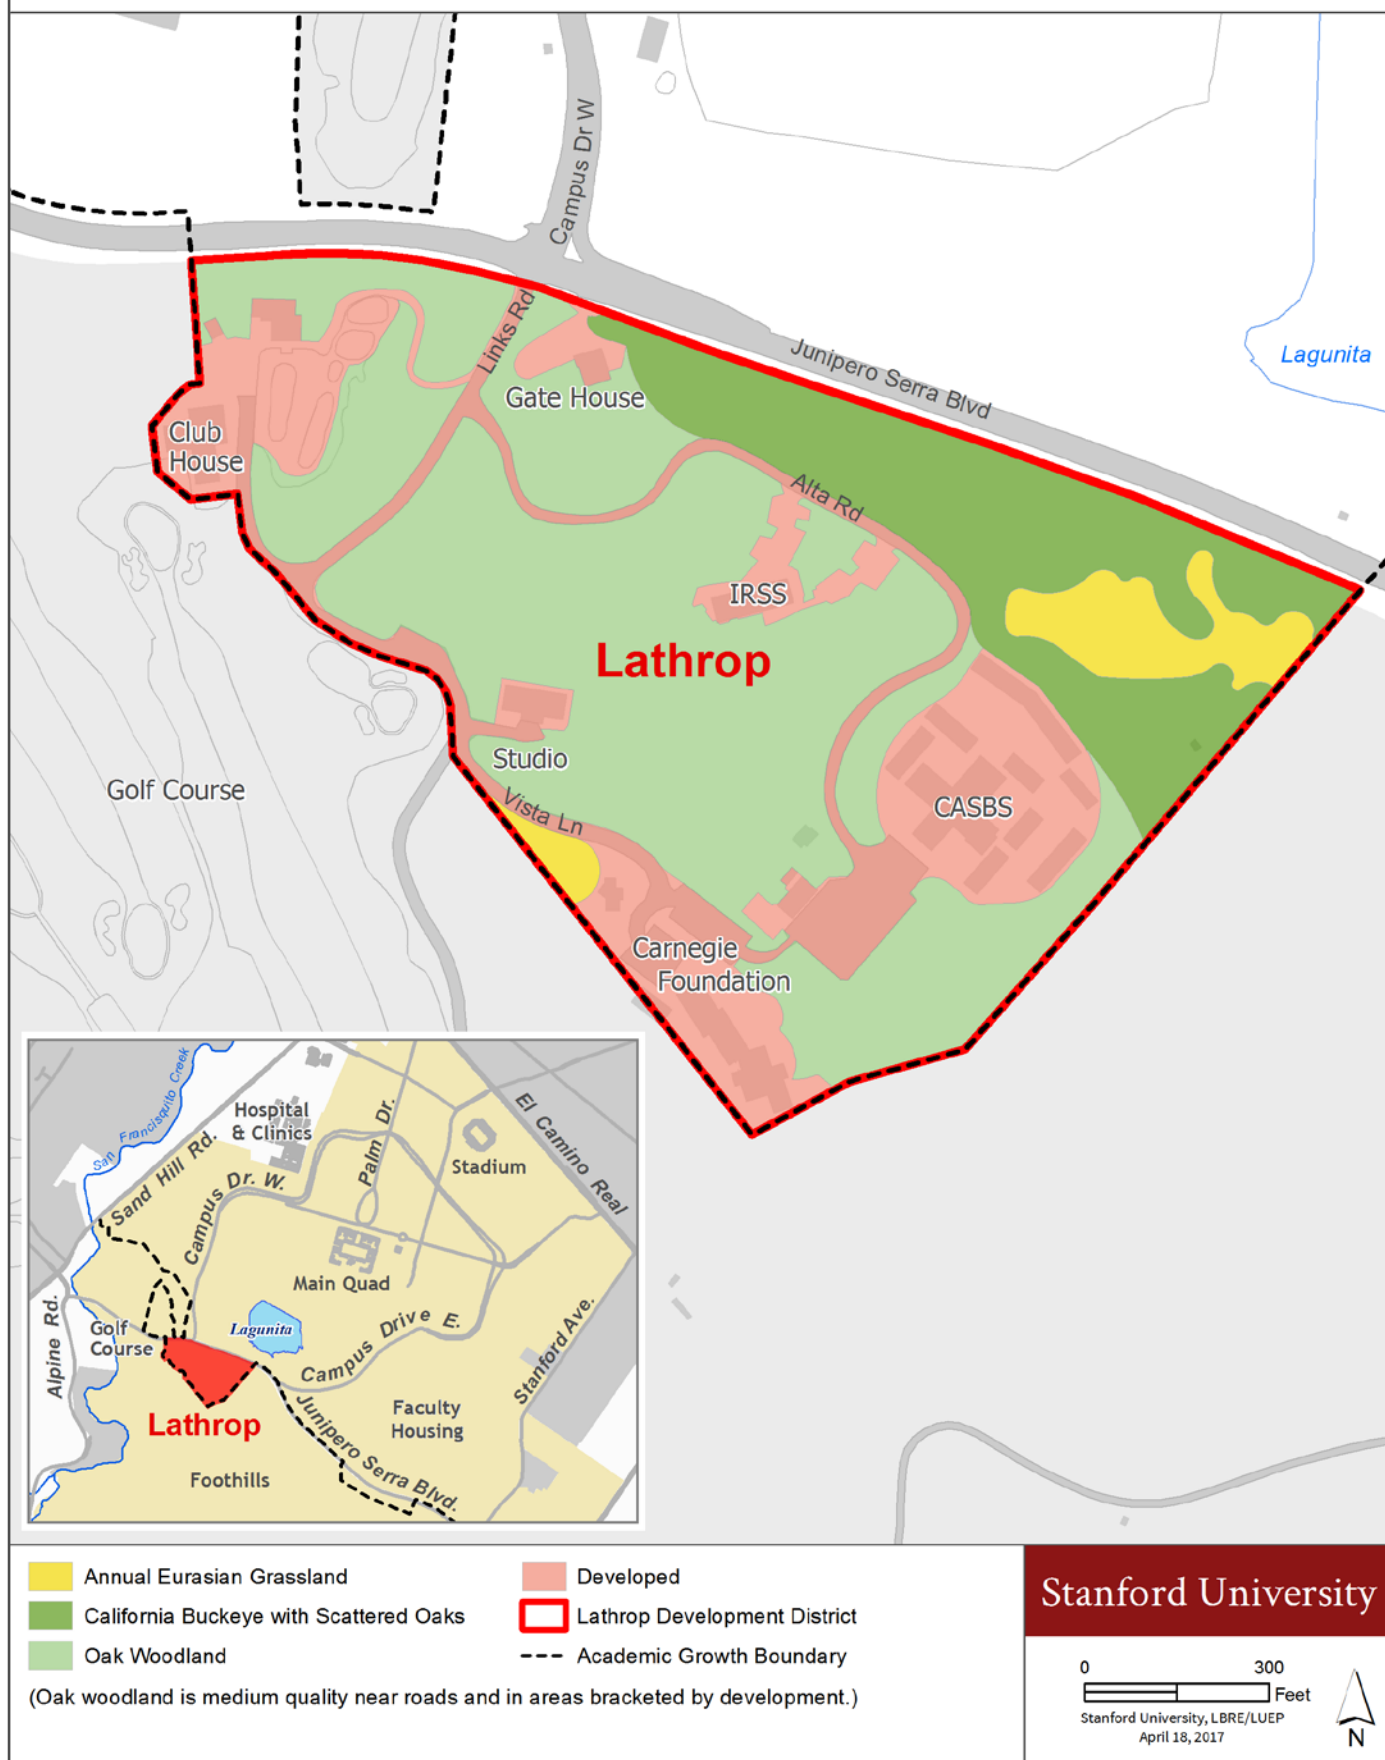 Campus Dr W
Junipero Serra Blvd
Lagunita
Links Rd
Gate House
Club
House
Alta Rd
IRSS
Lathrop
Studio
Golf Course
Vista Ln
CASBS
Carnegie
Foundation
San Francisquito Creek
Sand Hill Rd.
Hospital
& Clinics
Palm Dr.
El Camino Real
Stadium
Campus Dr. W.
Main Quad
Alpine Rd.
Golf
Course
Lagunita
Campus Drive E.
Stanford Ave.
Lathrop
Junipero Serra Blvd.
Faculty
Housing
Foothills
Annual Eurasian Grassland
California Buckeye with Scattered Oaks
Oak Woodland
Developed
Lathrop Development District
Academic Growth Boundary
(Oak woodland is medium quality near roads and in areas bracketed by development.)
Stanford University
0 300
Feet
Stanford University, LBRE/LUEP
April 18, 2017
N